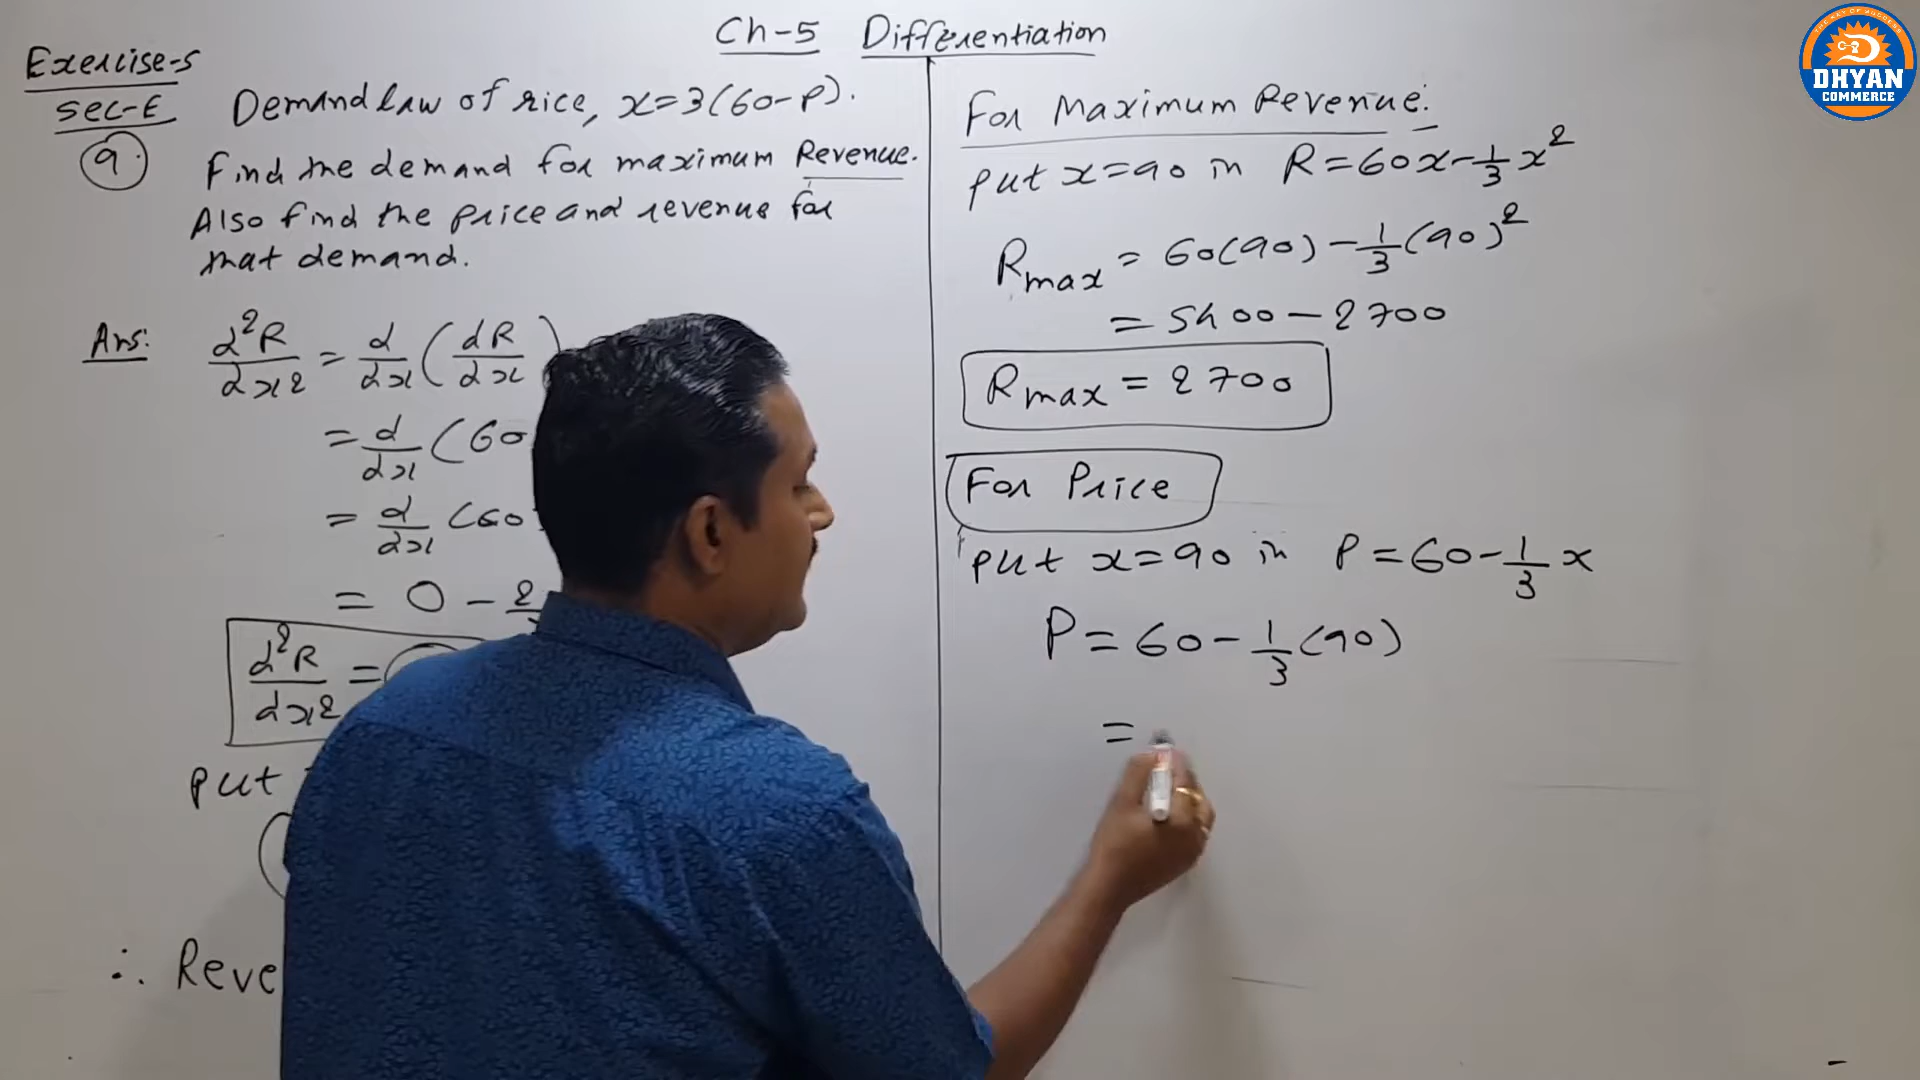 Ch-5 Differentiation
Exercise-5
Sec-E
9.
Demand law of rice, x=3(60-P).
Find the demand for maximum Revenue.
Also find the price and revenue for
that demand.
Ans: d²R/dx² = d/dx (dR/dx)
= d/dx (60
= d/dx (60
= 0 - 2
d²R/dx² =
put
∴ Reve
For Maximum Revenue:
put x=90 in R=60x-1/3x²
Rmax = 60(90)-1/3(90)²
= 5400-2700
Rmax = 2700
For Price
put x=90 in P=60-1/3x
P=60-1/3(90)
=
DHYAN
COMMERCE